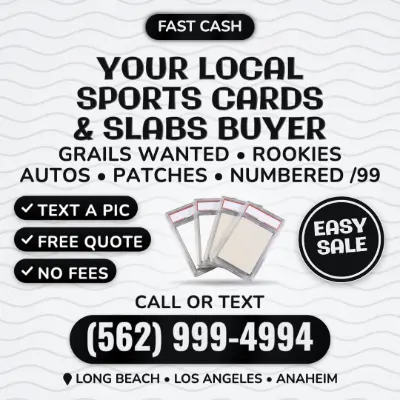 FAST CASH
YOUR LOCAL
SPORTS CARDS
& SLABS BUYER
GRAILS WANTED • ROOKIES
AUTOS • PATCHES • NUMBERED /99
✓ TEXT A PIC
✓ FREE QUOTE
✓ NO FEES
EASY
SALE
CALL OR TEXT
(562) 999-4994
LONG BEACH • LOS ANGELES • ANAHEIM